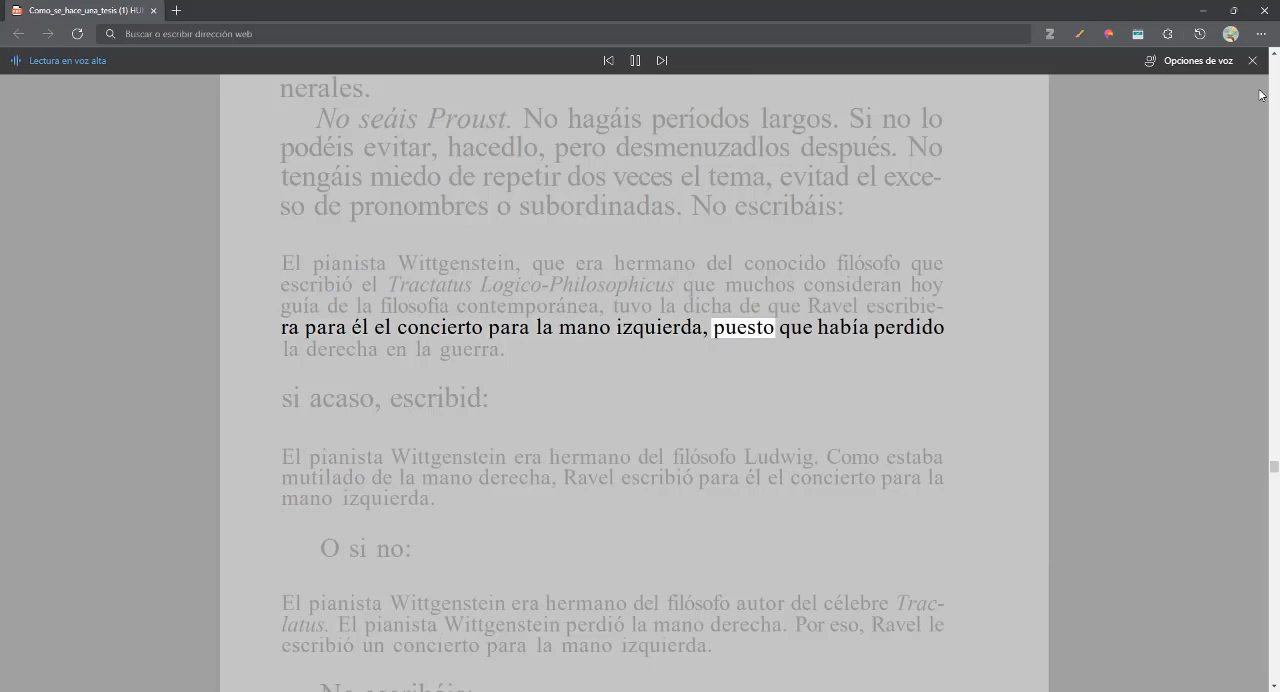 Como_se_hace_una_tesis (1) HU
Buscar o escribir dirección web
Lectura en voz alta
Opciones de voz
nerales.
No seáis Proust. No hagáis períodos largos. Si no lo
podéis evitar, hacedlo, pero desmenuzadlos después. No
tengáis miedo de repetir dos veces el tema, evitad el exce-
so de pronombres o subordinadas. No escribáis:
El pianista Wittgenstein, que era hermano del conocido filósofo que
escribió el Tractatus Logico-Philosophicus que muchos consideran hoy
guía de la filosofía contemporánea, tuvo la dicha de que Ravel escribie-
ra para él el concierto para la mano izquierda, puesto que había perdido
la derecha en la guerra.
si acaso, escribid:
El pianista Wittgenstein era hermano del filósofo Ludwig. Como estaba
mutilado de la mano derecha, Ravel escribió para él el concierto para la
mano izquierda.
O si no:
El pianista Wittgenstein era hermano del filósofo autor del célebre Trac-
latus. El pianista Wittgenstein perdió la mano derecha. Por eso, Ravel le
escribió un concierto para la mano izquierda.
No escribáis: